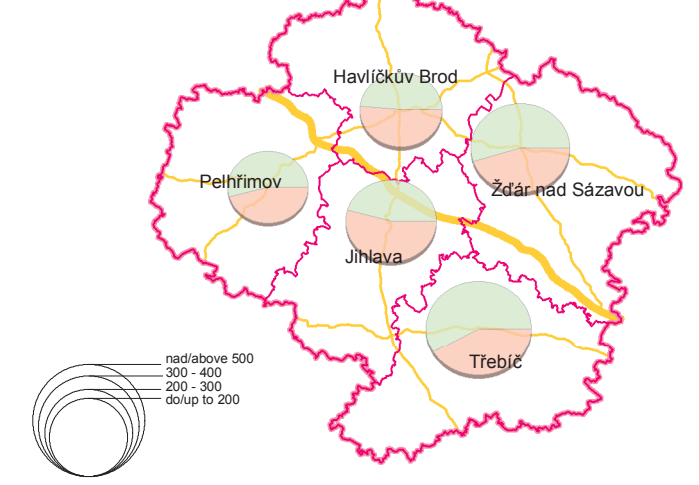 Havlíčkův Brod
Pelhřimov
Žďár nad Sázavou
Jihlava
Třebíč
nad/above 500
300 - 400
200 - 300
do/up to 200